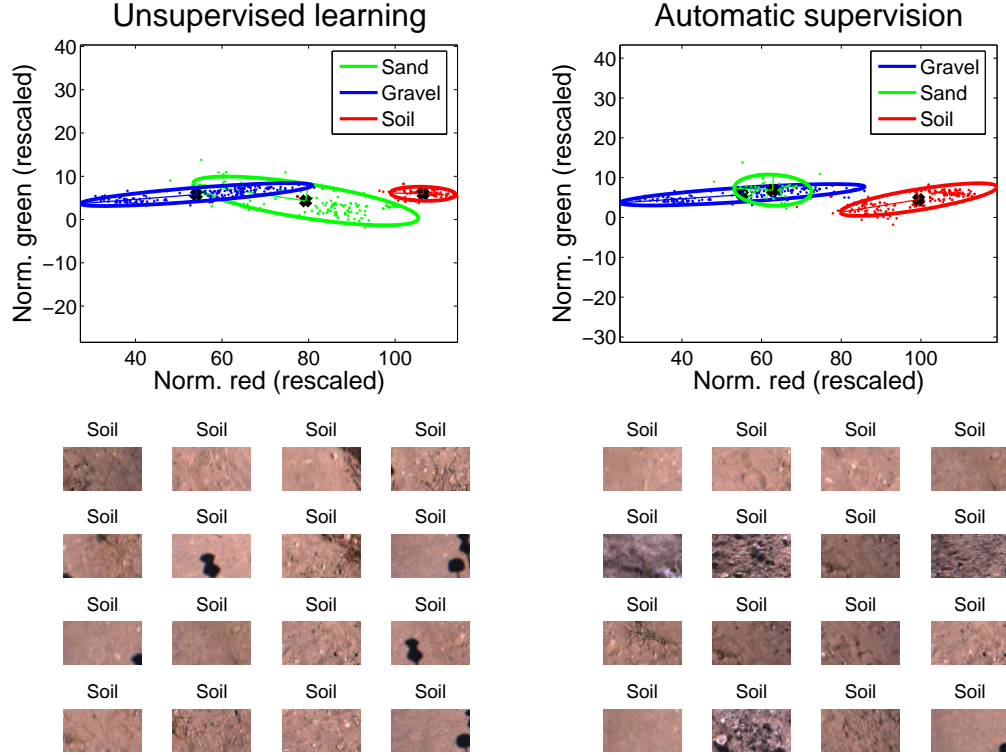 Unsupervised learning
40
30
20
10
0
−10
−20
40
60
80
100
Norm. green (rescaled)
Norm. red (rescaled)
Sand
Gravel
Soil
Automatic supervision
40
30
20
10
0
−10
−20
−30
40
60
80
100
Norm. green (rescaled)
Norm. red (rescaled)
Gravel
Sand
Soil
Soil Soil Soil Soil
Soil Soil Soil Soil
Soil Soil Soil Soil
Soil Soil Soil Soil
Soil Soil Soil Soil
Soil Soil Soil Soil
Soil Soil Soil Soil
Soil Soil Soil Soil